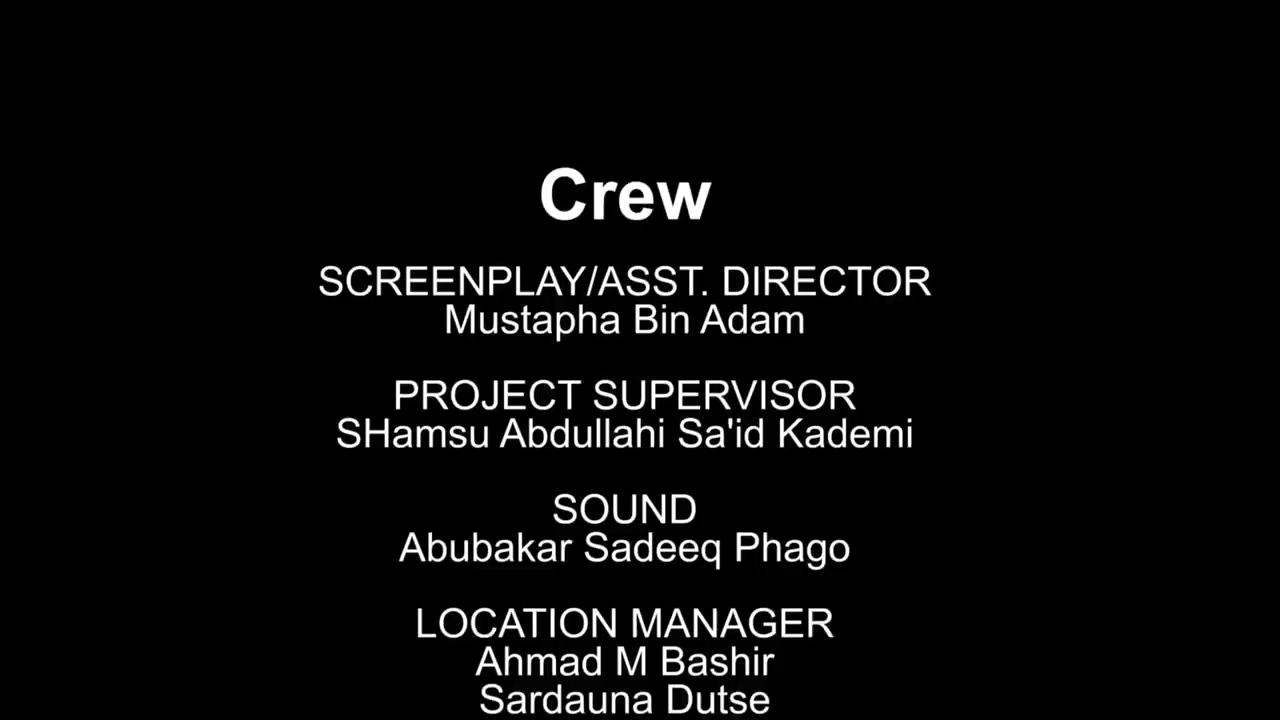 Crew
SCREENPLAY/ASST. DIRECTOR
Mustapha Bin Adam
PROJECT SUPERVISOR
SHamsu Abdullahi Sa'id Kademi
SOUND
Abubakar Sadeeq Phago
LOCATION MANAGER
Ahmad M Bashir
Sardauna Dutse